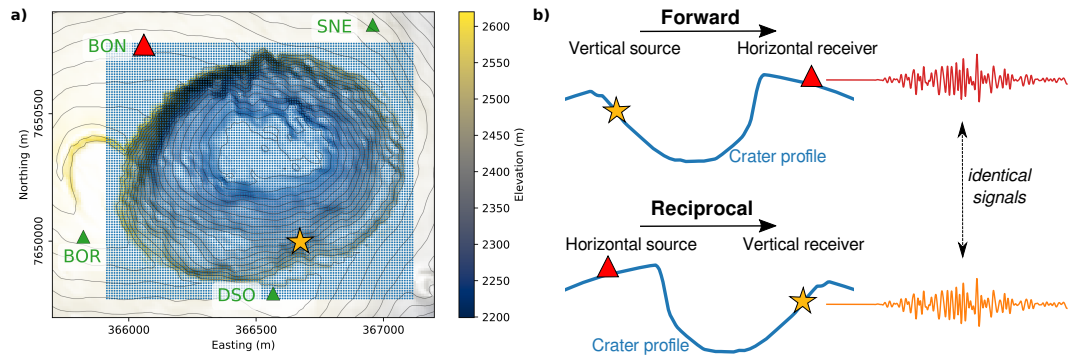 a)
SNE
BON
BOR
DSO
7650500
7650000
Northing (m)
366000
366500
367000
Easting (m)
2600
2550
2500
2450
2400
2350
2300
2250
2200
Elevation (m)
b)
Forward
Vertical source
Horizontal receiver
Crater profile
identical
signals
Reciprocal
Horizontal source
Vertical receiver
Crater profile